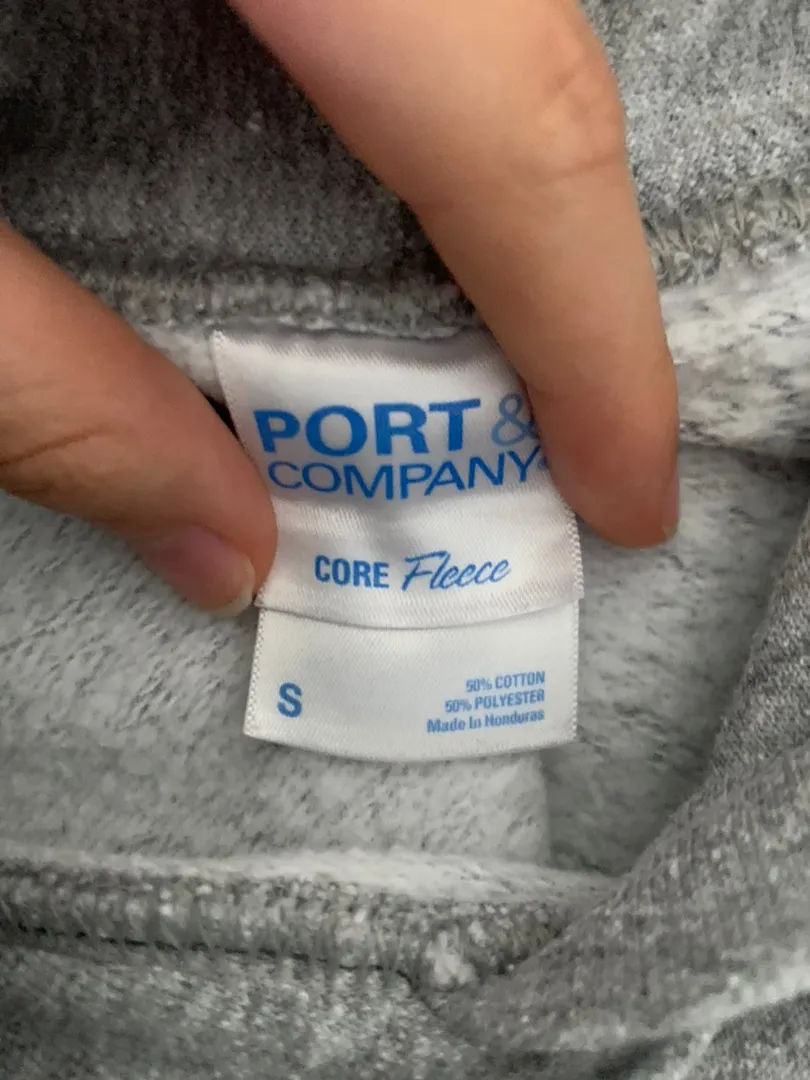 PORT &
COMPANY®
CORE Fleece
S
50% COTTON
50% POLYESTER
Made In Honduras